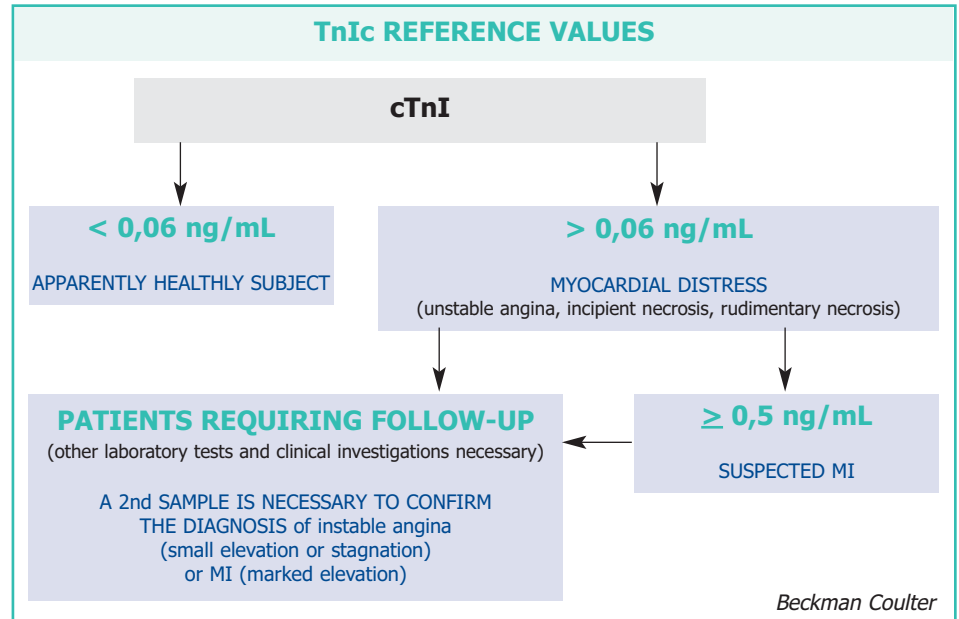 TnIc REFERENCE VALUES
cTnI
< 0,06 ng/mL
APPARENTLY HEALTHLY SUBJECT
> 0,06 ng/mL
MYOCARDIAL DISTRESS
(unstable angina, incipient necrosis, rudimentary necrosis)
PATIENTS REQUIRING FOLLOW-UP
(other laboratory tests and clinical investigations necessary)
A 2nd SAMPLE IS NECESSARY TO CONFIRM
THE DIAGNOSIS of instable angina
(small elevation or stagnation)
or MI (marked elevation)
≥ 0,5 ng/mL
SUSPECTED MI
Beckman Coulter